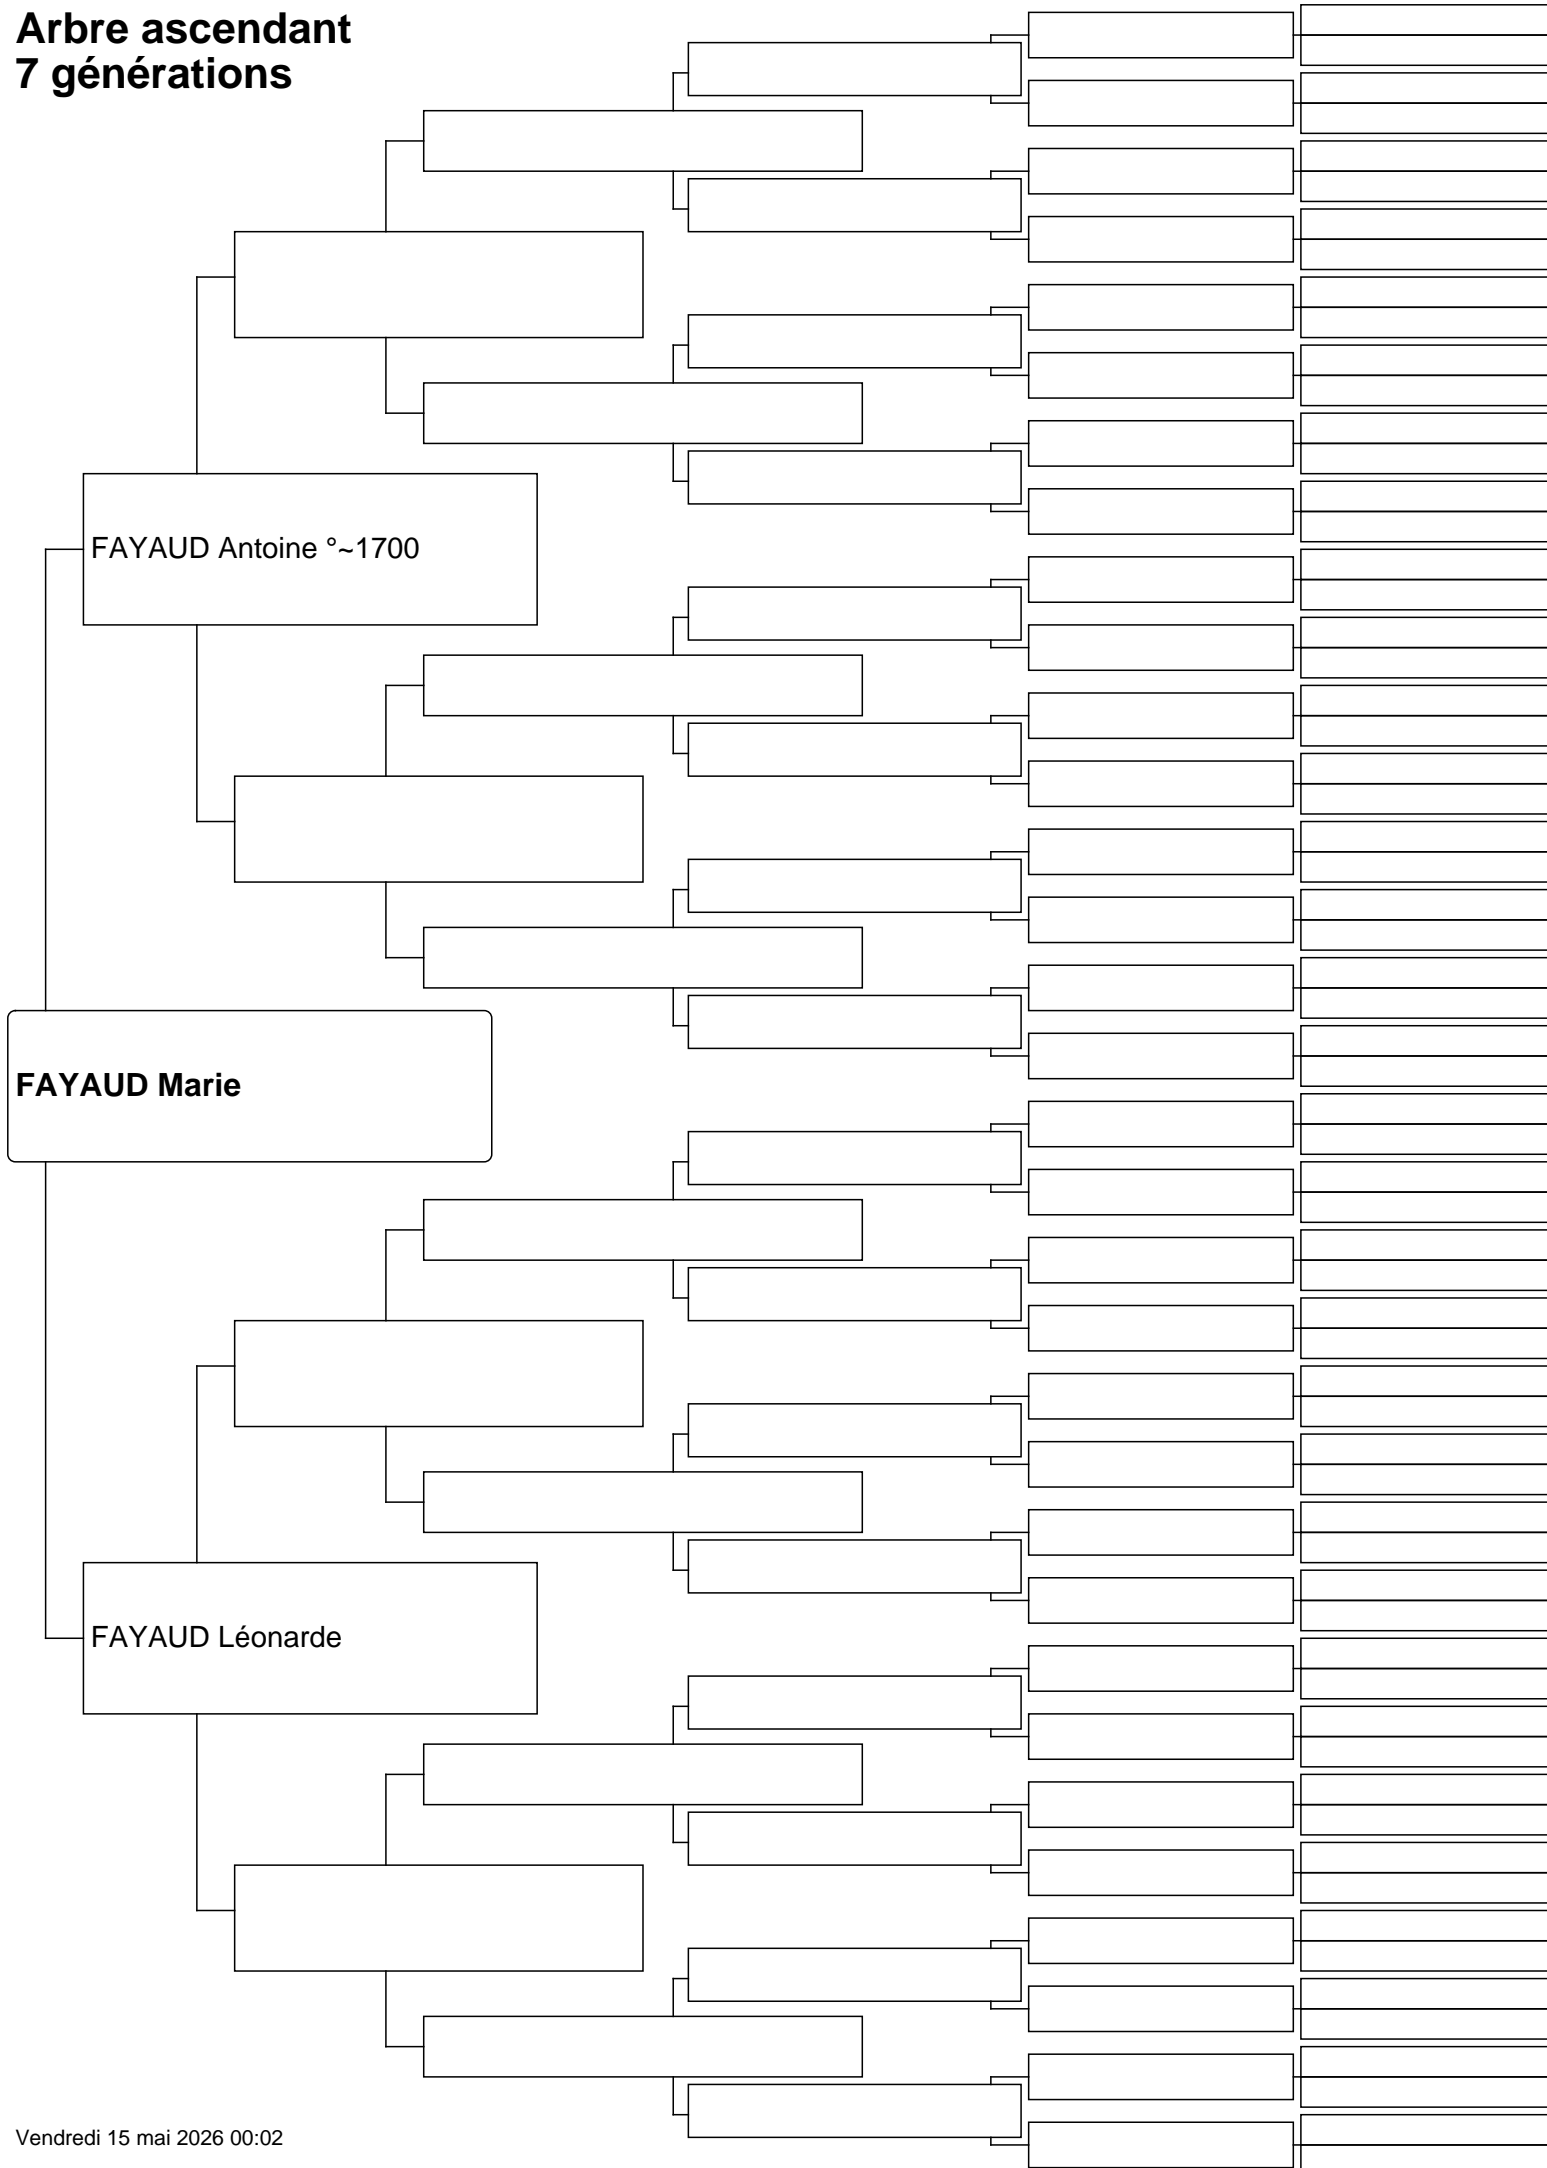 Arbre ascendant
7 générations
FAYAUD Antoine °~1700
FAYAUD Marie
FAYAUD Léonarde
Vendredi 15 mai 2026 00:02